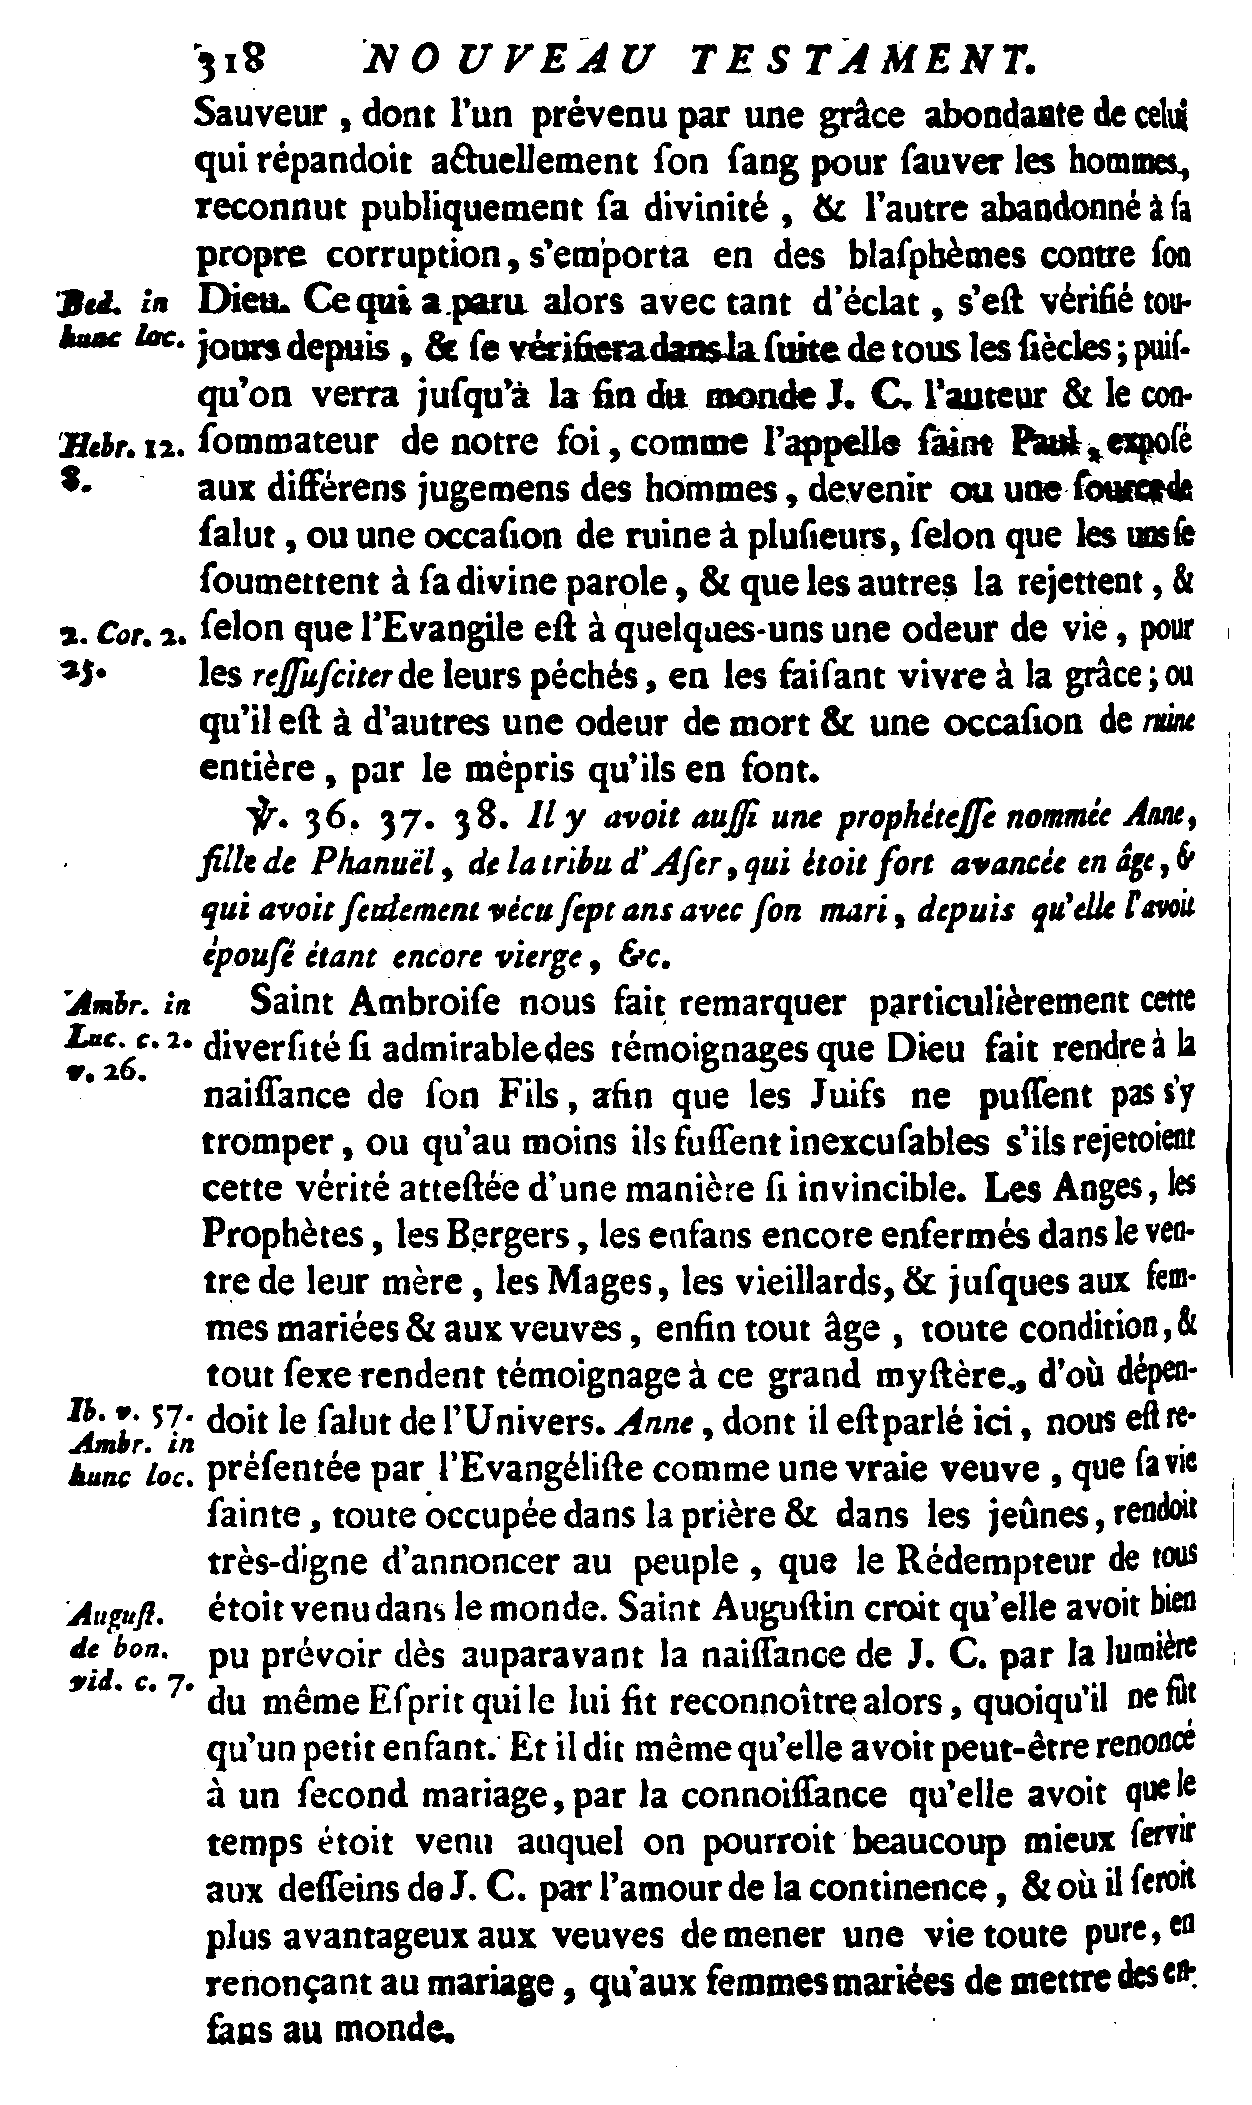 318 NOUVEAU TESTAMENT.
Sauveur, dont l'un prévenu par une grâce abondante de celui
qui répandoit actuellement ſon ſang pour ſauver les hommes,
reconnut publiquement ſa divinité, & l'autre abandonné à ſa
propre corruption, s'emporta en des blaſphèmes contre ſon
Bed. in Dieu. Ce qui a paru alors avec tant d'éclat, s'eſt vérifié tou-
hunc loc. jours depuis, & ſe vérifiera dans la ſuite de tous les ſiècles; puiſ-
qu'on verra juſqu'à la fin du monde J. C. l'auteur & le con-
Hebr. 12. ſommateur de notre foi, comme l'appelle ſaint Paul, expoſé
8. aux différens jugemens des hommes, devenir ou une ſource de
ſalut, ou une occaſion de ruine à pluſieurs, ſelon que les uns ſe
ſoumettent à ſa divine parole, & que les autres la rejettent, &
2. Cor. 2. ſelon que l'Evangile eſt à quelques-uns une odeur de vie, pour
25. les reſſuſciter de leurs péchés, en les faiſant vivre à la grâce; ou
qu'il eſt à d'autres une odeur de mort & une occaſion de ruine
entière, par le mépris qu'ils en font.
℣. 36. 37. 38. Il y avoit auſſi une prophéteſſe nommée Anne,
fille de Phanuël, de la tribu d'Aſer, qui étoit fort avancée en âge, &
qui avoit ſeulement vécu ſept ans avec ſon mari, depuis qu'elle l'avoit
épouſé étant encore vierge, &c.
Ambr. in Saint Ambroiſe nous fait remarquer particulièrement cette
Luc. c. 2. diverſité ſi admirable des témoignages que Dieu fait rendre à la
v. 26. naiſſance de ſon Fils, afin que les Juifs ne puſſent pas s'y
tromper, ou qu'au moins ils fuſſent inexcuſables s'ils rejetoient
cette vérité atteſtée d'une manière ſi invincible. Les Anges, les
Prophètes, les Bergers, les enfans encore enfermés dans le ven-
tre de leur mère, les Mages, les vieillards, & juſques aux fem-
mes mariées & aux veuves, enfin tout âge, toute condition, &
tout ſexe rendent témoignage à ce grand myſtère, d'où dépen-
Ib. v. 57. doit le ſalut de l'Univers. Anne, dont il eſt parlé ici, nous eſt re-
Ambr. in
hunc loc. préſentée par l'Evangéliſte comme une vraie veuve, que ſa vie
ſainte, toute occupée dans la prière & dans les jeûnes, rendoit
très-digne d'annoncer au peuple, que le Rédempteur de tous
Auguſt. étoit venu dans le monde. Saint Auguſtin croit qu'elle avoit bien
de bon. pu prévoir dès auparavant la naiſſance de J. C. par la lumière
vid. c. 7. du même Eſprit qui le lui fit reconnoître alors, quoiqu'il ne fût
qu'un petit enfant. Et il dit même qu'elle avoit peut-être renoncé
à un ſecond mariage, par la connoiſſance qu'elle avoit que le
temps étoit venu auquel on pourroit beaucoup mieux ſervir
aux deſſeins de J. C. par l'amour de la continence, & où il ſeroit
plus avantageux aux veuves de mener une vie toute pure, en
renonçant au mariage, qu'aux femmes mariées de mettre des en-
fans au monde.